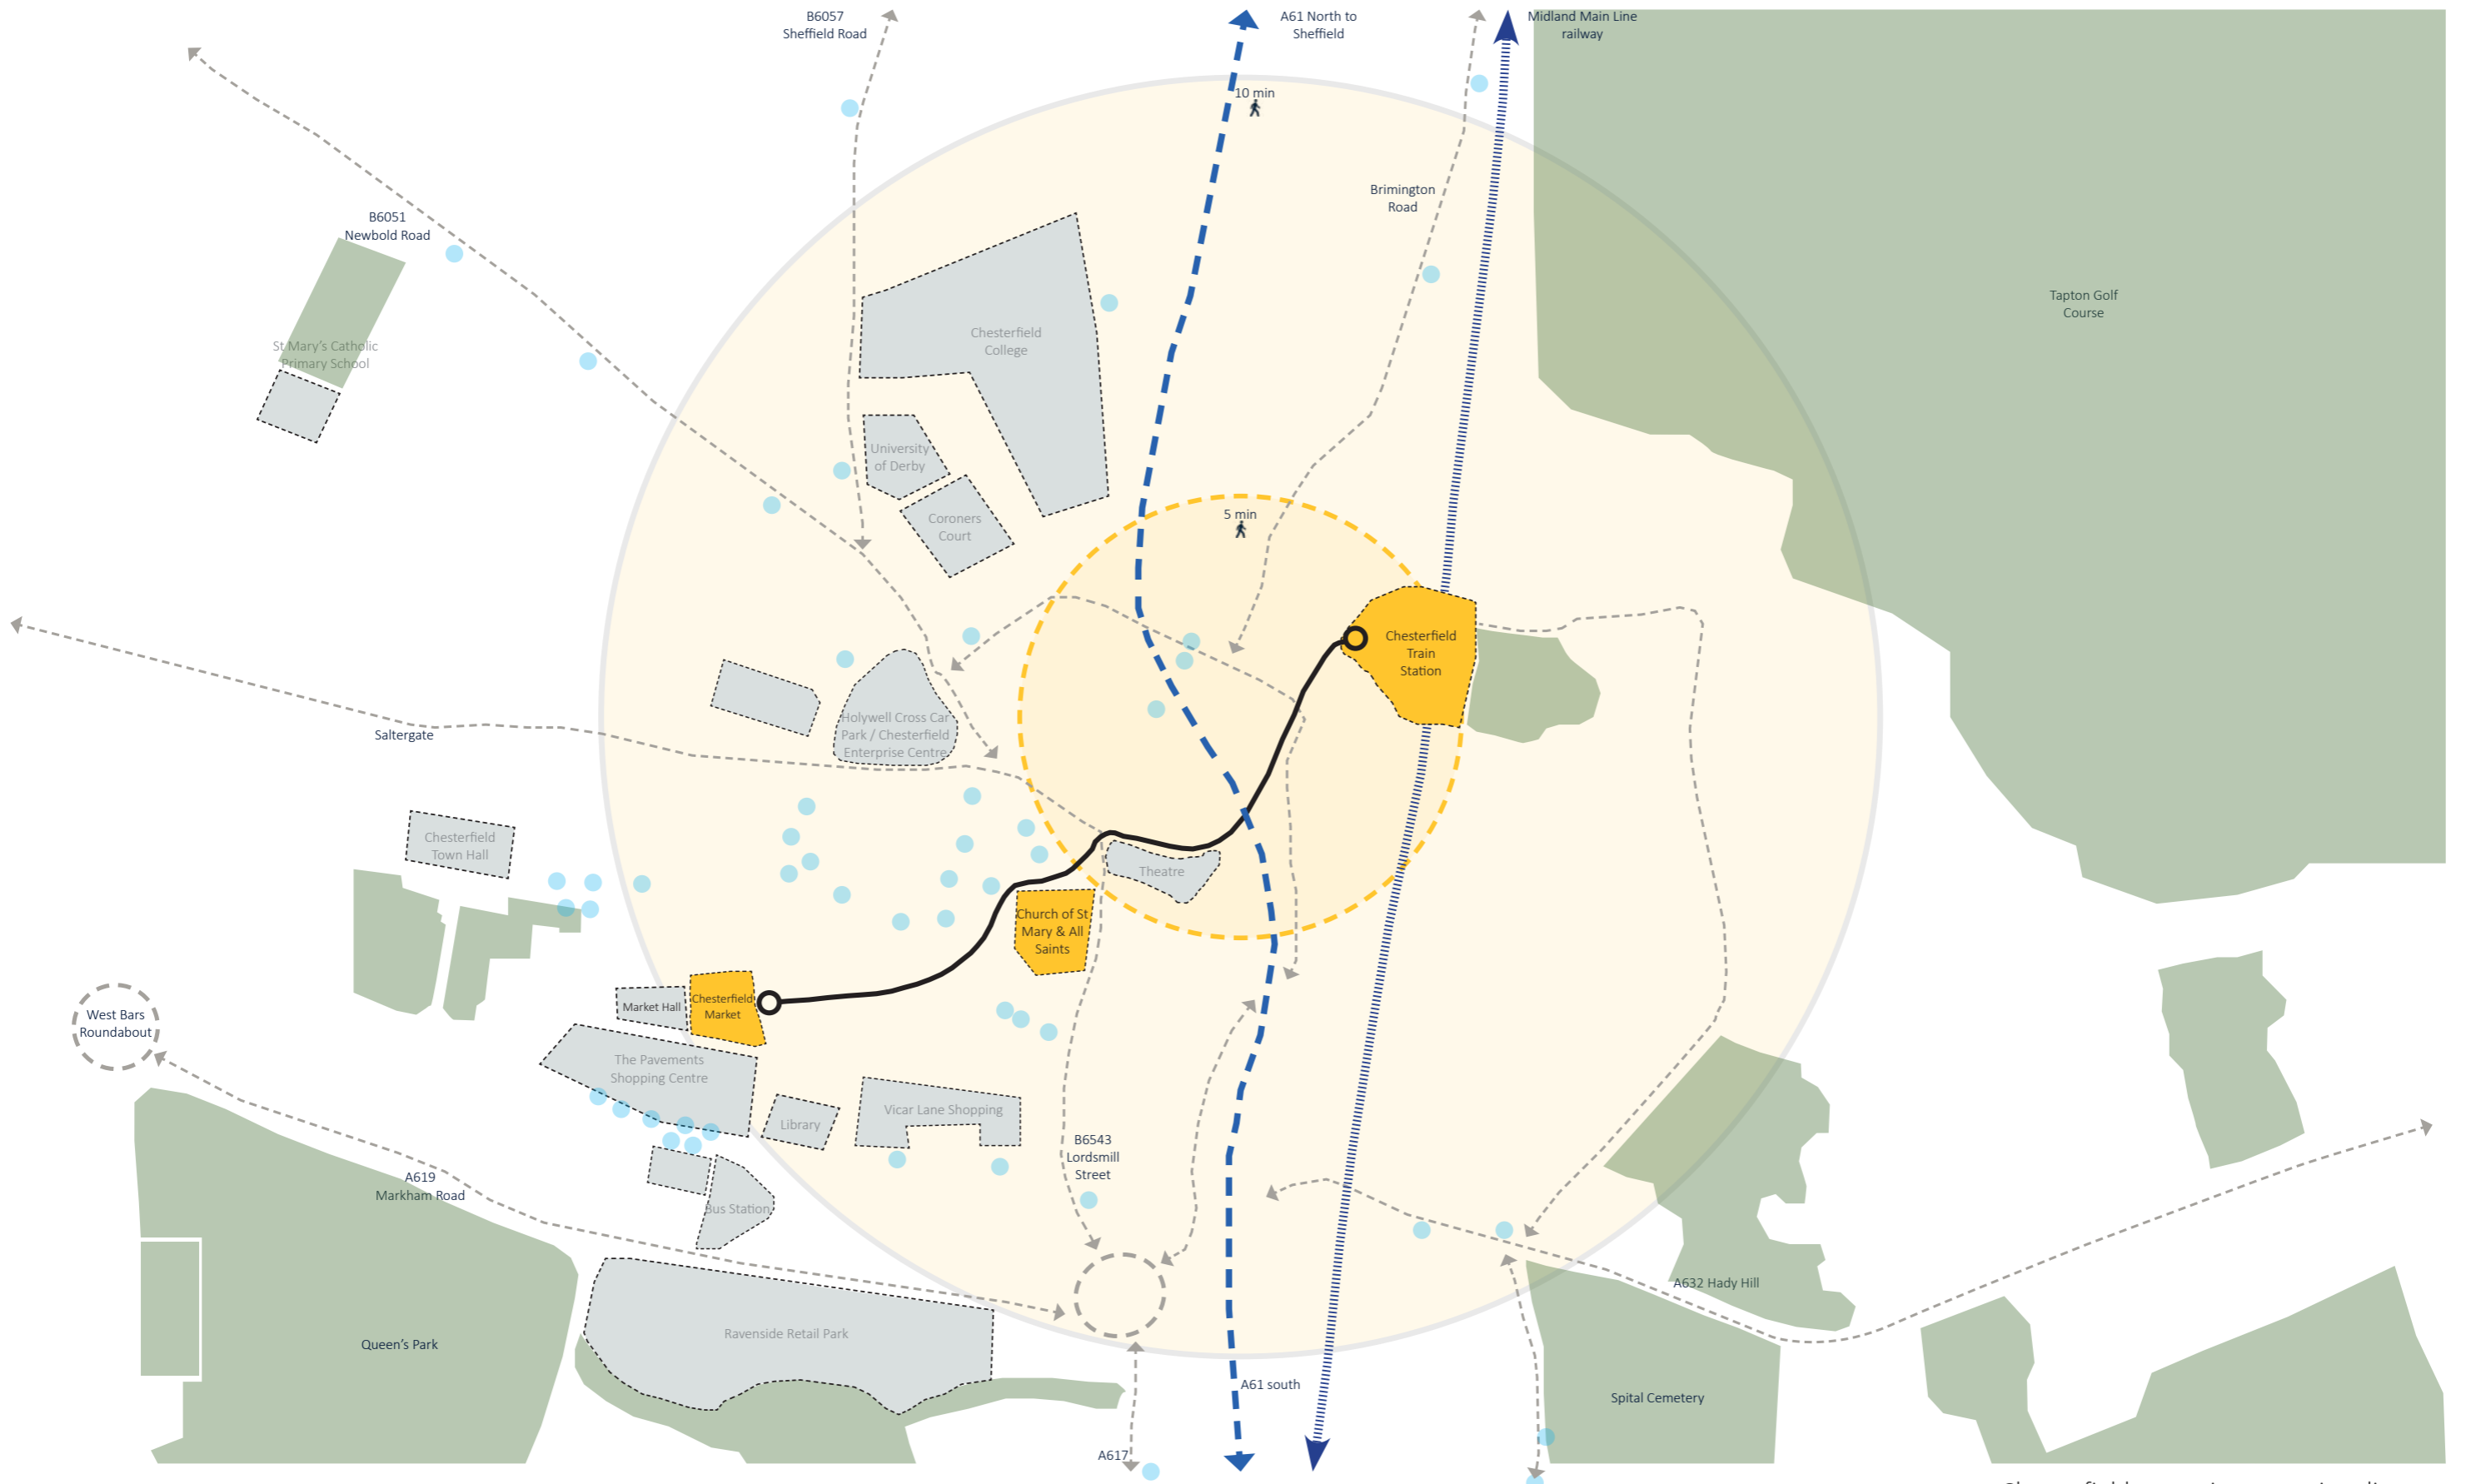 B6057
Sheffield Road
A61 North to
Sheffield
Midland Main Line
railway
10 min
Brimington
Road
B6051
Newbold Road
Tapton Golf
Course
Chesterfield
College
St Mary's Catholic
Primary School
University
of Derby
5 min
Coroners
Court
Chesterfield
Train
Station
Holywell Cross Car
Park / Chesterfield
Enterprise Centre
Saltergate
Chesterfield
Town Hall
Theatre
Church of St
Mary & All
Saints
Market Hall
Chesterfield
Market
West Bars
Roundabout
The Pavements
Shopping Centre
Library
Vicar Lane Shopping
B6543
Lordsmill
Street
A619
Markham Road
Bus Station
A632 Hady Hill
Ravenside Retail Park
Queen's Park
A61 south
Spital Cemetery
A617